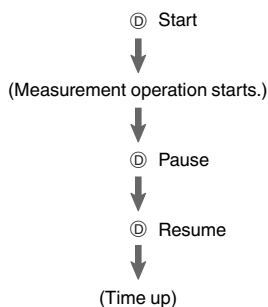 Ⓓ Start
(Measurement operation starts.)
Ⓓ Pause
Ⓓ Resume
(Time up)